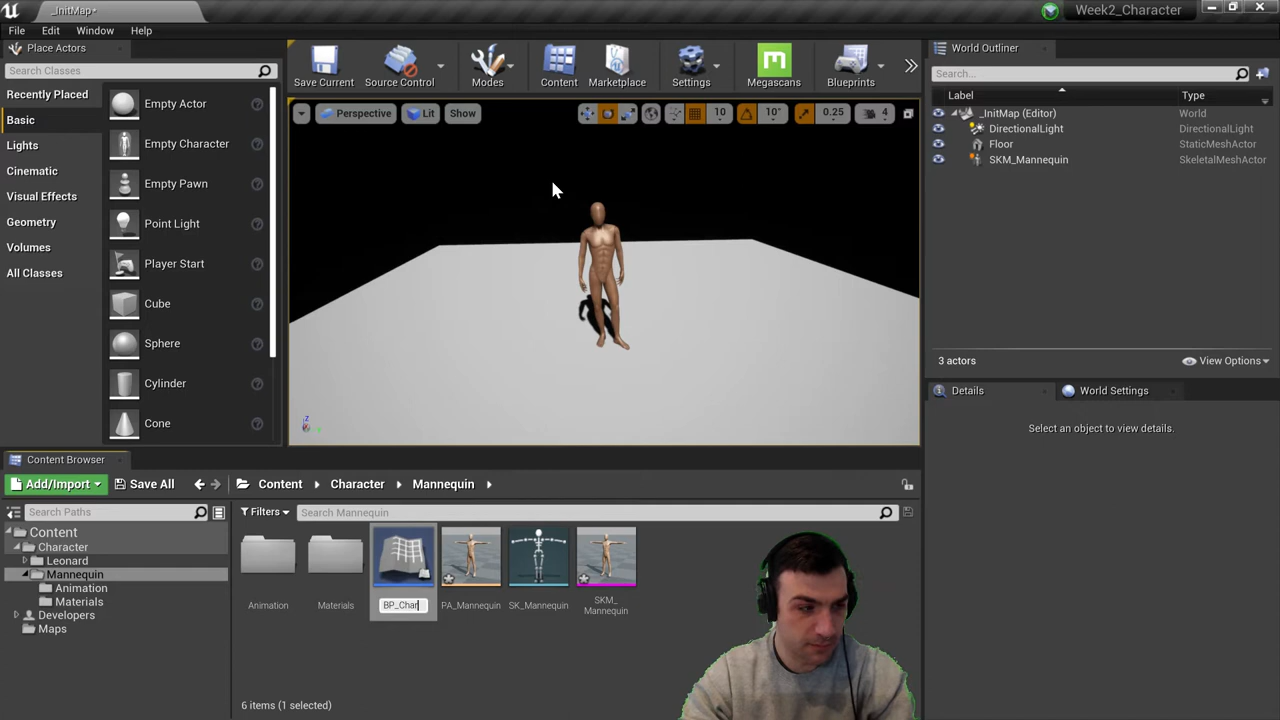 _InitMap*
Week2_Character
File Edit Window Help
Place Actors
Search Classes
Recently Placed
Basic
Lights
Cinematic
Visual Effects
Geometry
Volumes
All Classes
Empty Actor
Empty Character
Empty Pawn
Point Light
Player Start
Cube
Sphere
Cylinder
Cone
Save Current
Source Control
Modes
Content
Marketplace
Settings
Megascans
Blueprints
Perspective Lit Show
10 10° 0.25 4
World Outliner
Search...
Label Type
_InitMap (Editor) World
DirectionalLight DirectionalLight
Floor StaticMeshActor
SKM_Mannequin SkeletalMeshActor
3 actors View Options
Details World Settings
Select an object to view details.
Content Browser
Add/Import Save All Content Character Mannequin
Search Paths
Filters Search Mannequin
Content
Character
Leonard
Mannequin
Animation
Materials
Developers
Maps
Animation
Materials
BP_Char
PA_Mannequin
SK_Mannequin
SKM_
Mannequin
6 items (1 selected)